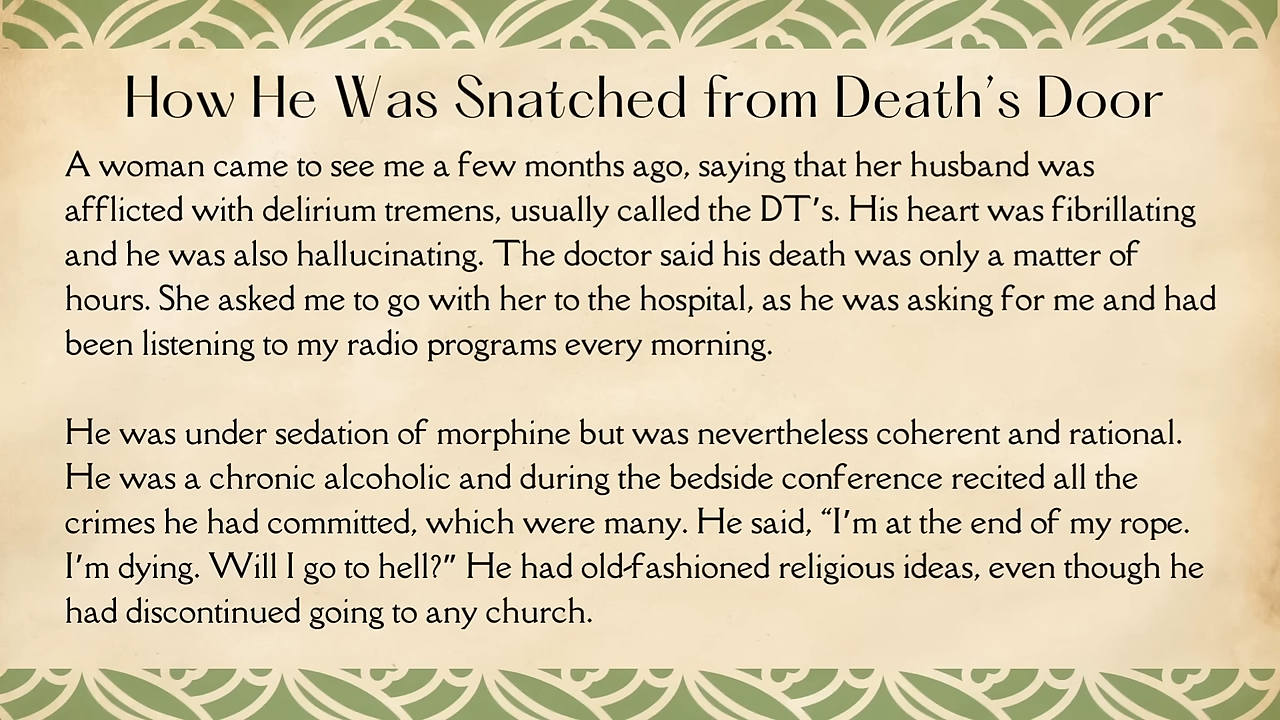 How He Was Snatched from Death's Door
A woman came to see me a few months ago, saying that her husband was
afflicted with delirium tremens, usually called the DT's. His heart was fibrillating
and he was also hallucinating. The doctor said his death was only a matter of
hours. She asked me to go with her to the hospital, as he was asking for me and had
been listening to my radio programs every morning.
He was under sedation of morphine but was nevertheless coherent and rational.
He was a chronic alcoholic and during the bedside conference recited all the
crimes he had committed, which were many. He said, “I'm at the end of my rope.
I'm dying. Will I go to hell?” He had old-fashioned religious ideas, even though he
had discontinued going to any church.